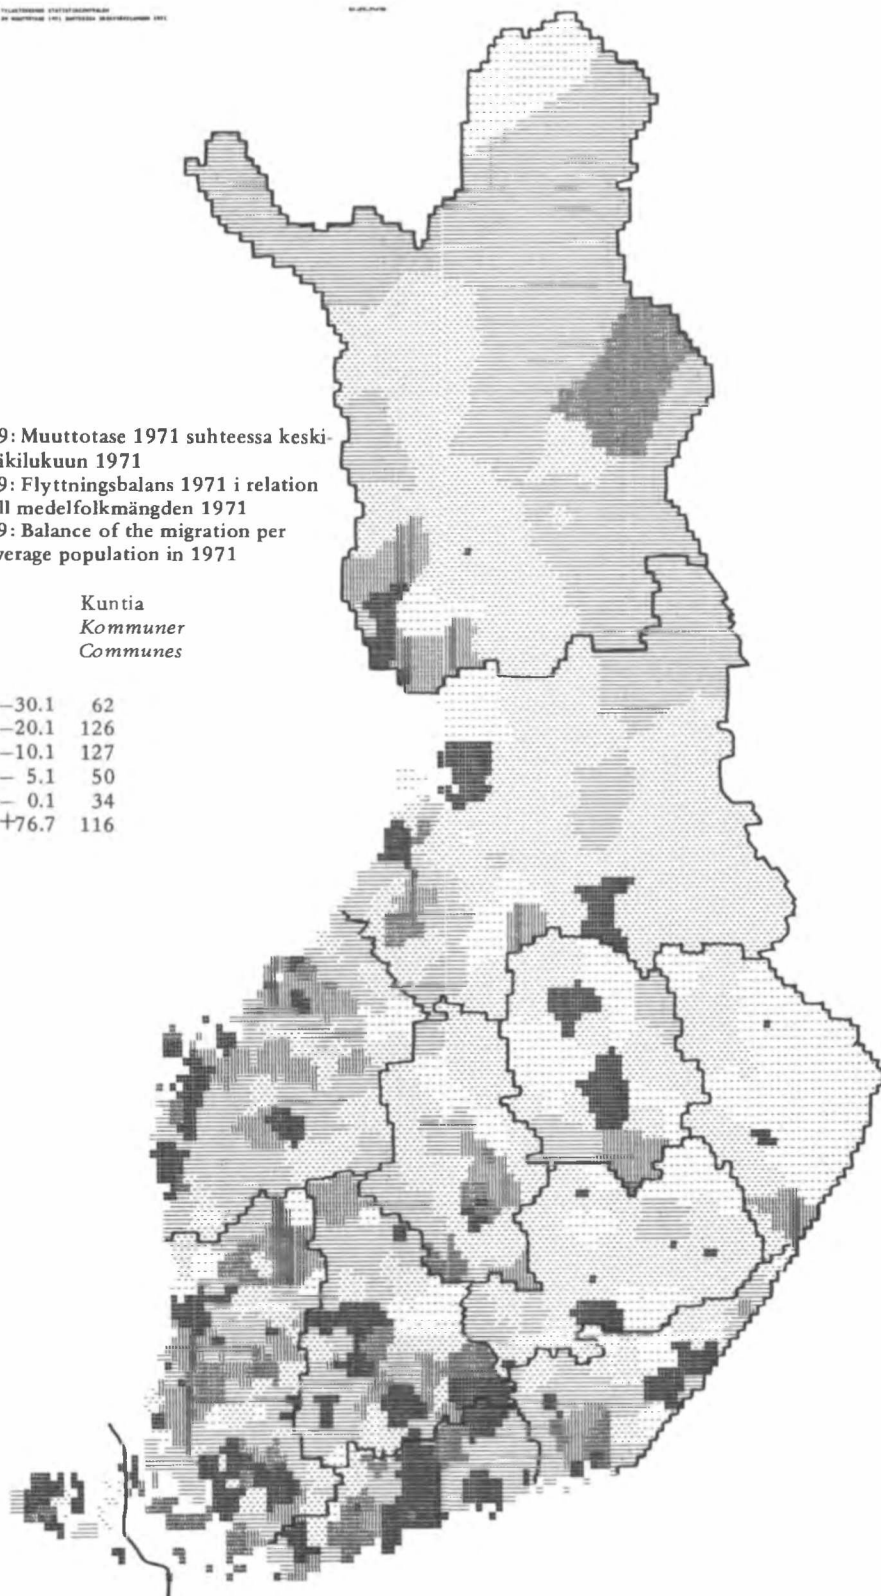 9: Muuttotase 1971 suhteessa keski-
ikilukuun 1971
9: Flyttningsbalans 1971 i relation
ll medelfolkmängden 1971
9: Balance of the migration per
verage population in 1971
Kuntia
Kommuner
Communes
—30.1 62
—20.1 126
—10.1 127
— 5.1 50
— 0.1 34
+76.7 116